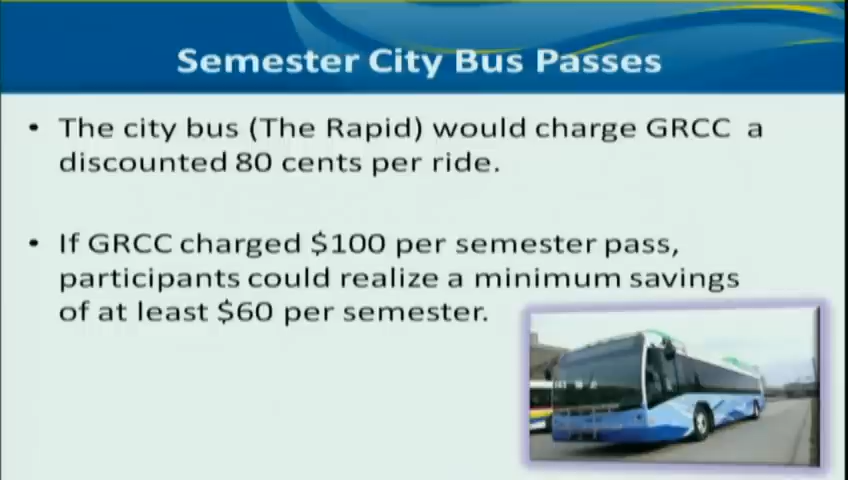 Semester City Bus Passes
• The city bus (The Rapid) would charge GRCC a
discounted 80 cents per ride.
• If GRCC charged $100 per semester pass,
participants could realize a minimum savings
of at least $60 per semester.